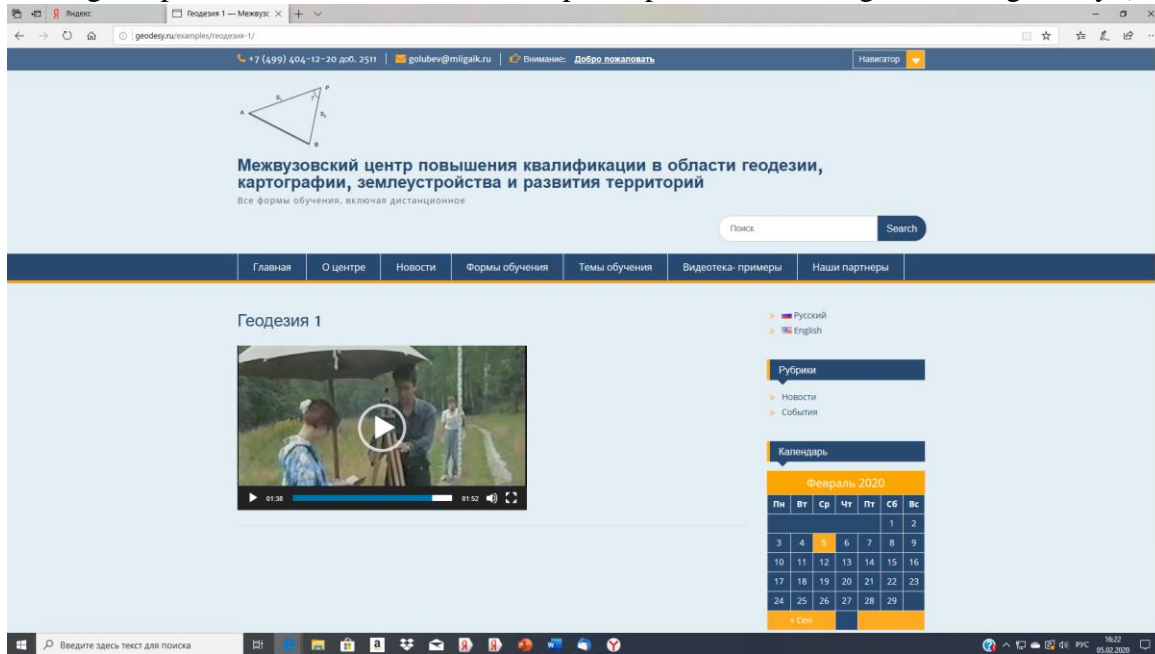 Яндекс
Геодезия 1 — Межвузс
geodesy.ru/examples/геодезия-1/
+7 (499) 404-12-20 доб. 2511 | golubev@miigaik.ru | Внимание: Добро пожаловать
Навигатор
A
S₁
P
S₂
B
Межвузовский центр повышения квалификации в области геодезии,
картографии, землеустройства и развития территорий
Все формы обучения, включая дистанционное
Поиск
Search
Главная
О центре
Новости
Формы обучения
Темы обучения
Видеотека- примеры
Наши партнеры
Геодезия 1
01:38
01:52
» Русский
» English
Рубрики
» Новости
» События
Календарь
Февраль 2020
Пн Вт Ср Чт Пт Сб Вс
1 2
3 4 5 6 7 8 9
10 11 12 13 14 15 16
17 18 19 20 21 22 23
24 25 26 27 28 29
« Сен
Введите здесь текст для поиска
РУС
16:22
05.02.2020